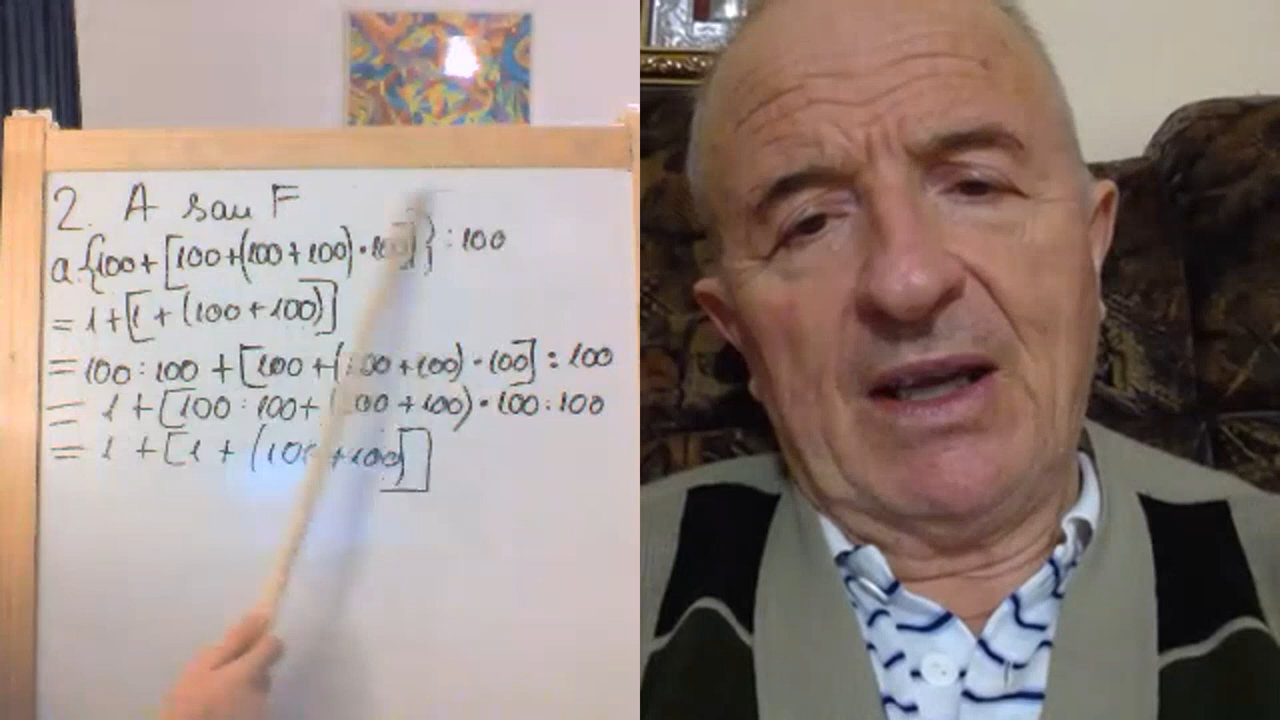 2. A sau F
a. {100+[100+(100+100)·100]}:100
=1+[1+(100+100)]
=100:100+[100+(100+100)·100]:100
= 1+[100:100+(100+100)·100:100
= 1+[1+(100+100)]